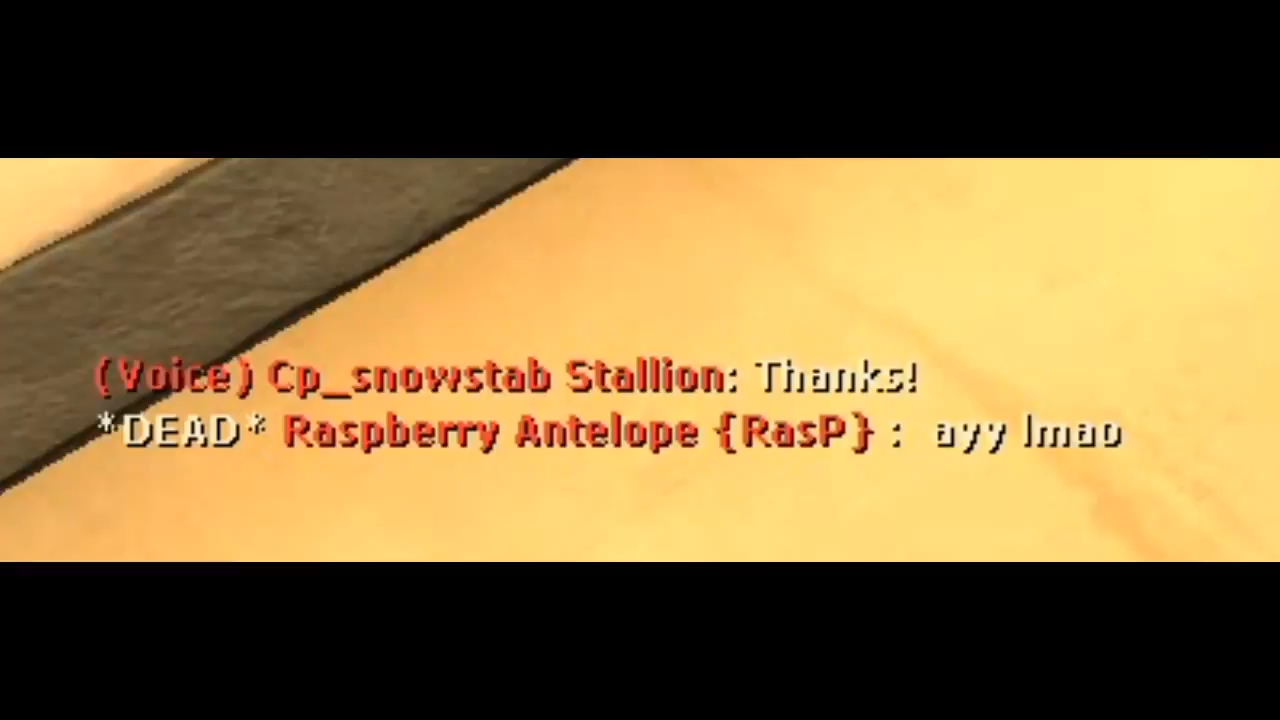 (Voice) Cp_snowstab Stallion: Thanks!
*DEAD* Raspberry Antelope {RasP} :  ayy lmao